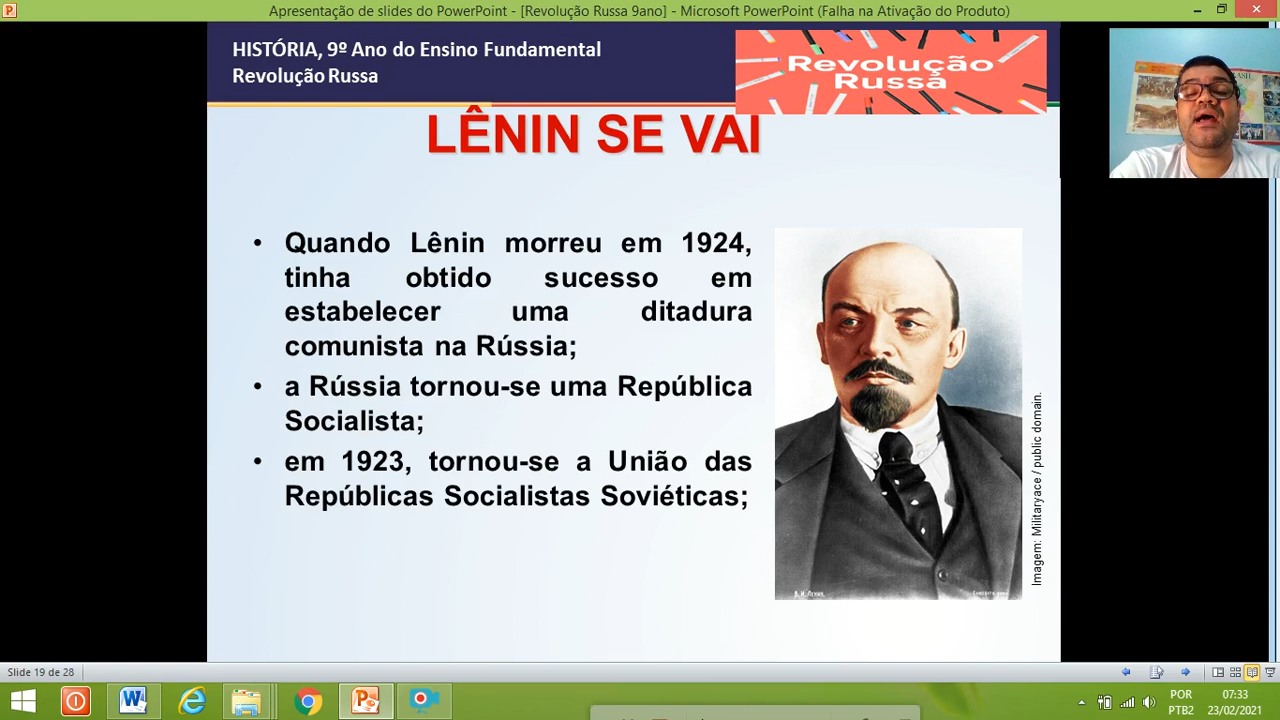 Apresentação de slides do PowerPoint - [Revolução Russa 9ano] - Microsoft PowerPoint (Falha na Ativação do Produto)
HISTÓRIA, 9º Ano do Ensino Fundamental
Revolução Russa
Revolução
Russa
LÊNIN SE VAI
• Quando Lênin morreu em 1924,
tinha obtido sucesso em
estabelecer uma ditadura
comunista na Rússia;
• a Rússia tornou-se uma República
Socialista;
• em 1923, tornou-se a União das
Repúblicas Socialistas Soviéticas;
Imagem: Militaryace / public domain.
Slide 19 de 28
POR
PTB2
07:33
23/02/2021